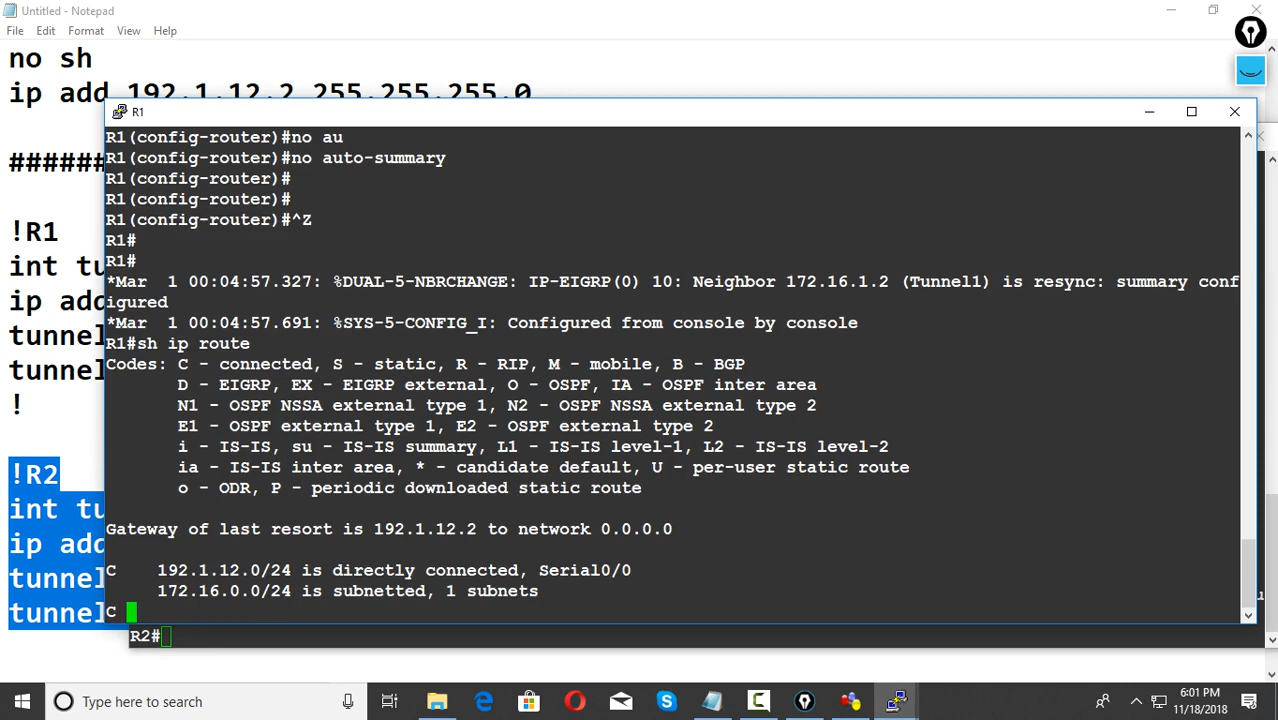 Untitled - Notepad
File Edit Format View Help
no sh
ip add 192.1.12.2 255.255.255.0
######
!R1
int tu
ip add
tunnel
tunnel
!
!R2
int tu
ip add
tunnel
tunnel
R1
R1(config-router)#no au
R1(config-router)#no auto-summary
R1(config-router)#
R1(config-router)#
R1(config-router)#^Z
R1#
R1#
*Mar  1 00:04:57.327: %DUAL-5-NBRCHANGE: IP-EIGRP(0) 10: Neighbor 172.16.1.2 (Tunnel1) is resync: summary conf
igured
*Mar  1 00:04:57.691: %SYS-5-CONFIG_I: Configured from console by console
R1#sh ip route
Codes: C - connected, S - static, R - RIP, M - mobile, B - BGP
D - EIGRP, EX - EIGRP external, O - OSPF, IA - OSPF inter area
N1 - OSPF NSSA external type 1, N2 - OSPF NSSA external type 2
E1 - OSPF external type 1, E2 - OSPF external type 2
i - IS-IS, su - IS-IS summary, L1 - IS-IS level-1, L2 - IS-IS level-2
ia - IS-IS inter area, * - candidate default, U - per-user static route
o - ODR, P - periodic downloaded static route
Gateway of last resort is 192.1.12.2 to network 0.0.0.0
C    192.1.12.0/24 is directly connected, Serial0/0
172.16.0.0/24 is subnetted, 1 subnets
C
R2#
Type here to search
6:01 PM
11/18/2018